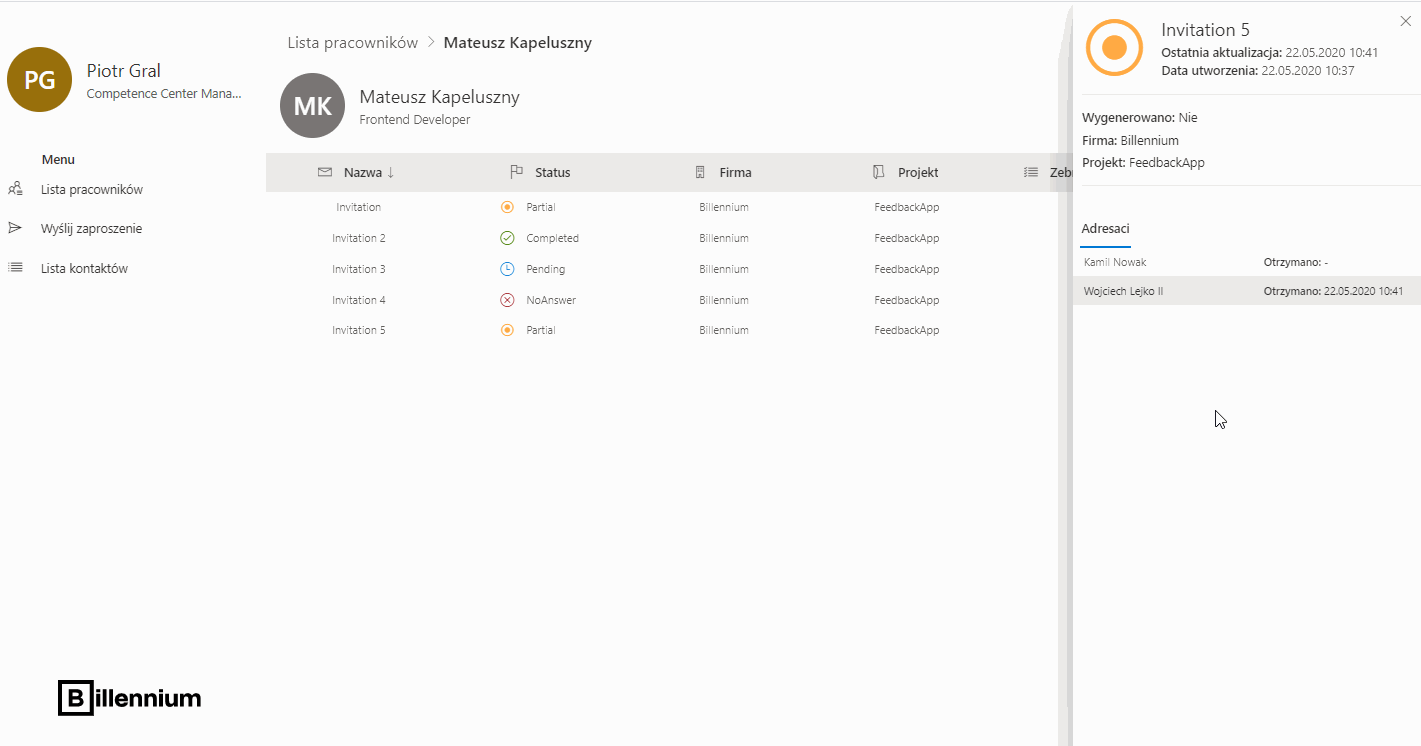 PG
Piotr Gral
Competence Center Mana...
Menu
Lista pracowników
Wyślij zaproszenie
Lista kontaktów
Billennium
Lista pracowników > Mateusz Kapeluszny
MK
Mateusz Kapeluszny
Frontend Developer
Nazwa ↓ Status Firma Projekt Zebr
Invitation Partial Billennium FeedbackApp
Invitation 2 Completed Billennium FeedbackApp
Invitation 3 Pending Billennium FeedbackApp
Invitation 4 NoAnswer Billennium FeedbackApp
Invitation 5 Partial Billennium FeedbackApp
Invitation 5
Ostatnia aktualizacja: 22.05.2020 10:41
Data utworzenia: 22.05.2020 10:37
Wygenerowano: Nie
Firma: Billennium
Projekt: FeedbackApp
Adresaci
Kamil Nowak Otrzymano: -
Wojciech Lejko II Otrzymano: 22.05.2020 10:41